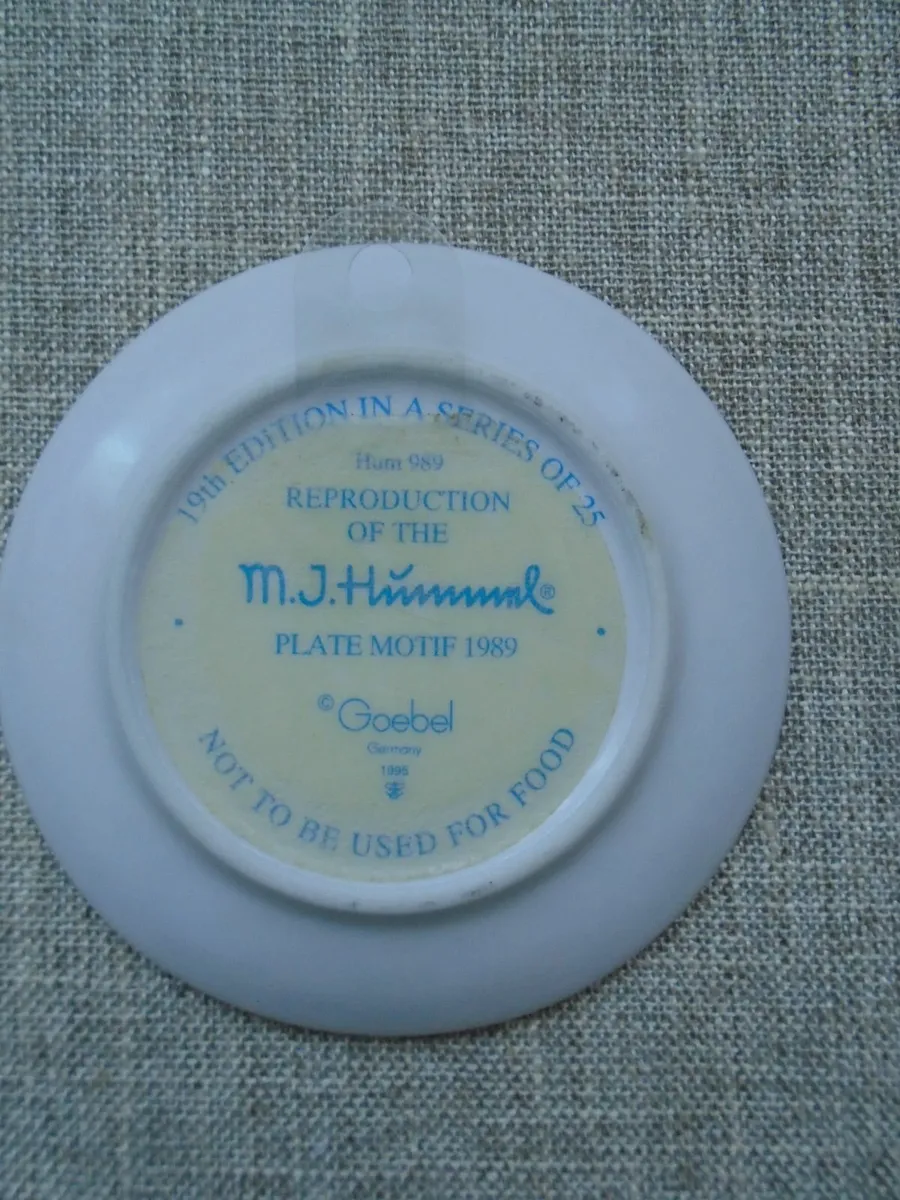 19th EDITION IN A SERIES OF 25
Hum 989
REPRODUCTION
OF THE
M.J.Hümmel®
PLATE MOTIF 1989
© Goebel
Germany
1995
NOT TO BE USED FOR FOOD